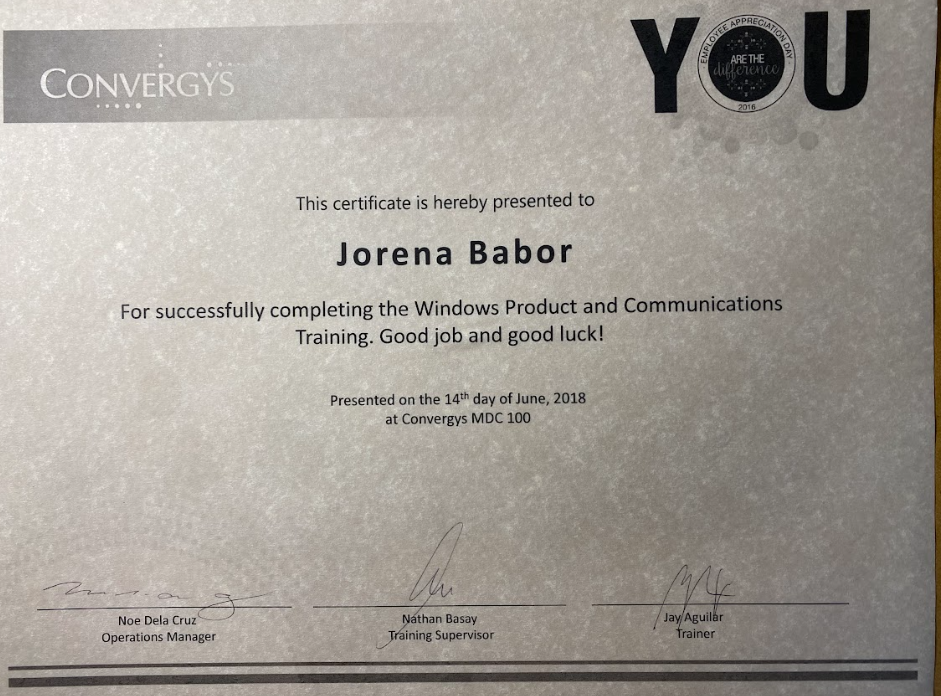 CONVERGYS
YOU
EMPLOYEE APPRECIATION DAY
ARE THE
difference
2016
This certificate is hereby presented to
Jorena Babor
For successfully completing the Windows Product and Communications
Training. Good job and good luck!
Presented on the 14th day of June, 2018
at Convergys MDC 100
Noe Dela Cruz
Operations Manager
Nathan Basay
Training Supervisor
Jay Aguilar
Trainer